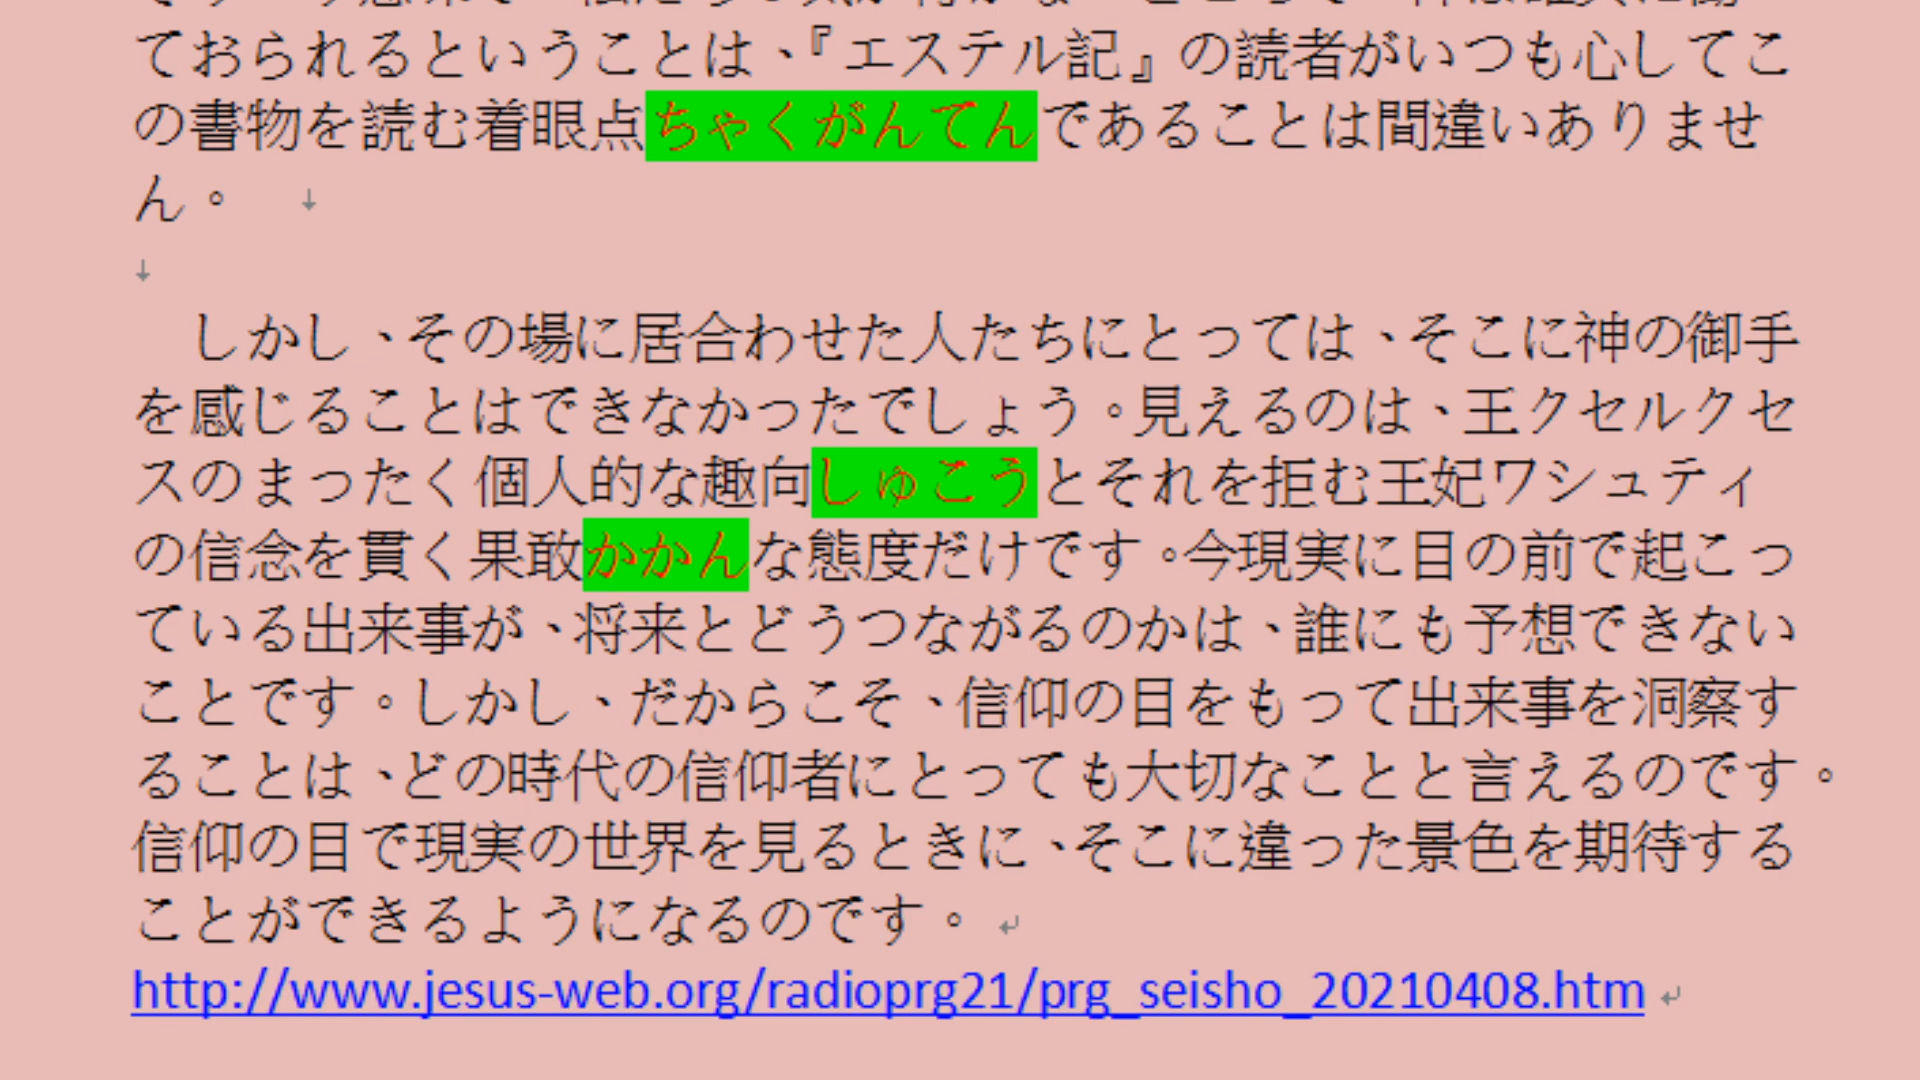 ておられるということは、『エステル記』の読者がいつも心してこ
の書物を読む着眼点ちゃくがんてんであることは間違いありませ
ん。 ↓
↓
しかし、その場に居合わせた人たちにとっては、そこに神の御手
を感じることはできなかったでしょう。見えるのは、王クセルクセ
スのまったく個人的な趣向しゅこうとそれを拒む王妃ワシュティ
の信念を貫く果敢かかんな態度だけです。今現実に目の前で起こっ
ている出来事が、将来とどうつながるのかは、誰にも予想できない
ことです。しかし、だからこそ、信仰の目をもって出来事を洞察す
ることは、どの時代の信仰者にとっても大切なことと言えるのです。
信仰の目で現実の世界を見るときに、そこに違った景色を期待する
ことができるようになるのです。 ↵
http://www.jesus-web.org/radioprg21/prg_seisho_20210408.htm ↵